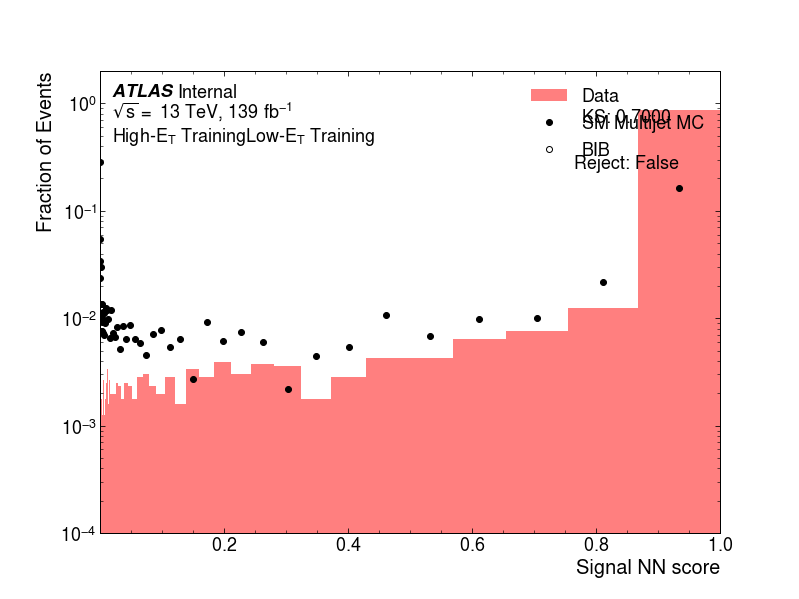 ATLAS Internal
√s = 13 TeV, 139 fb⁻¹
High-E_T TrainingLow-E_T Training
Data
KS: 0.7000
SM Multijet MC
BIB
Reject: False
Fraction of Events
10⁰
10⁻¹
10⁻²
10⁻³
10⁻⁴
0.2 0.4 0.6 0.8 1.0
Signal NN score